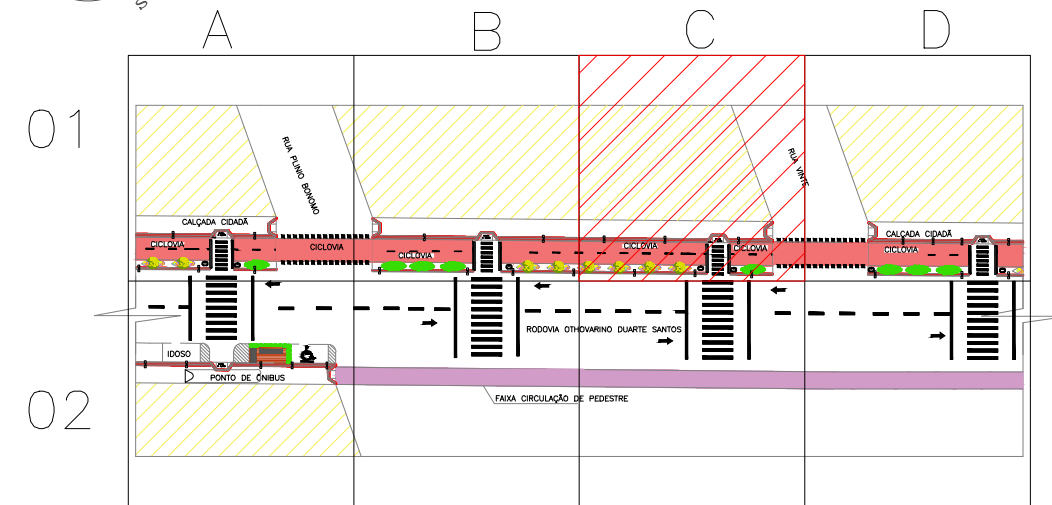 A
B
C
D
01
RUA PLINIO BONOMO
RUA VINTE
CALÇADA CIDADÃ
CALÇADA CIDADÃ
CICLOVIA
CICLOVIA
CICLOVIA
CICLOVIA
CICLOVIA
CICLOVIA
RODOVIA OTHOVARINO DUARTE SANTOS
IDOSO
PONTO DE ÔNIBUS
02
FAIXA CIRCULAÇÃO DE PEDESTRE